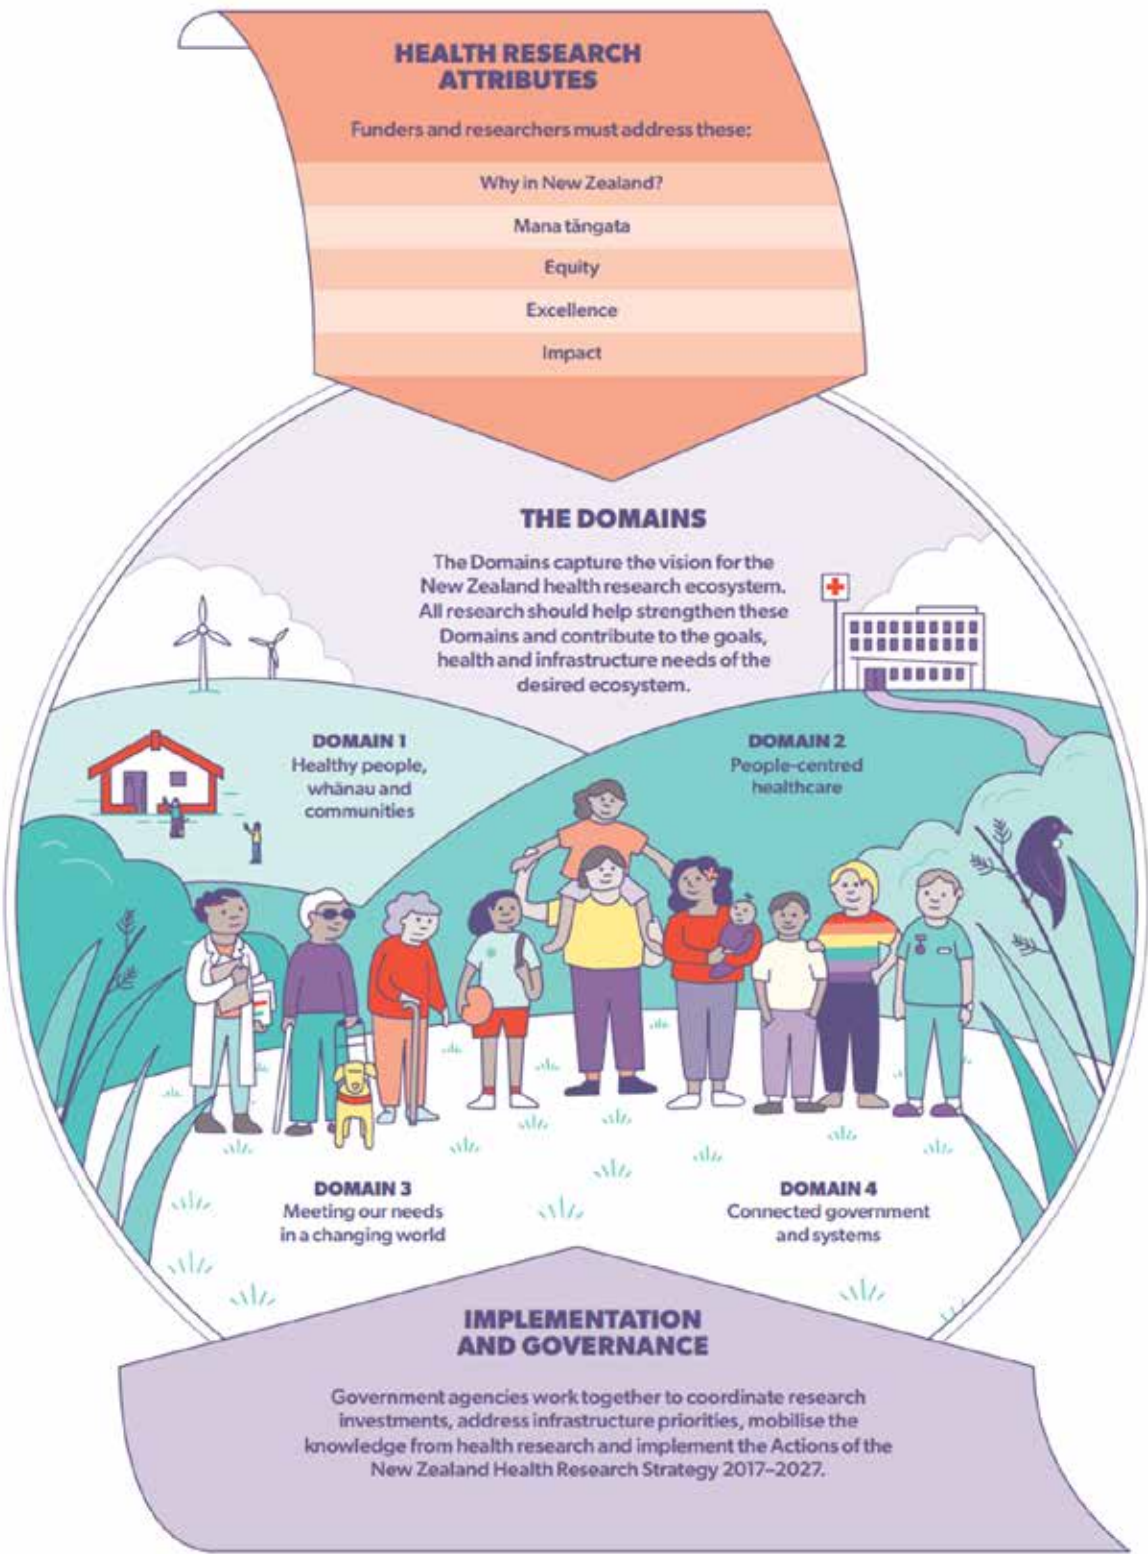 HEALTH RESEARCH
ATTRIBUTES
Funders and researchers must address these:
Why in New Zealand?
Mana tāngata
Equity
Excellence
Impact
THE DOMAINS
The Domains capture the vision for the
New Zealand health research ecosystem.
All research should help strengthen these
Domains and contribute to the goals,
health and infrastructure needs of the
desired ecosystem.
DOMAIN 1
Healthy people,
whānau and
communities
DOMAIN 2
People-centred
healthcare
DOMAIN 3
Meeting our needs
in a changing world
DOMAIN 4
Connected government
and systems
IMPLEMENTATION
AND GOVERNANCE
Government agencies work together to coordinate research
investments, address infrastructure priorities, mobilise the
knowledge from health research and implement the Actions of the
New Zealand Health Research Strategy 2017–2027.